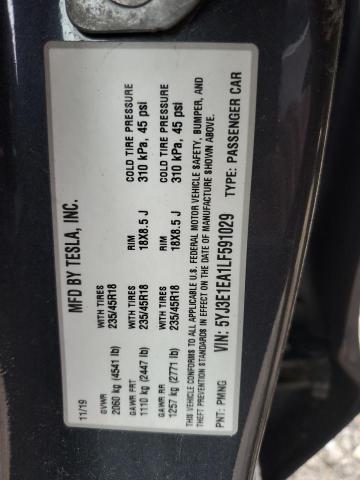 MFD BY TESLA, INC.
11/19
GVWR
2060 kg (4541 lb)
GAWR FRT WITH TIRES RIM COLD TIRE PRESSURE
1110 kg (2447 lb) 235/45R18 18X8.5 J 310 kPa, 45 psi
GAWR RR WITH TIRES RIM COLD TIRE PRESSURE
1257 kg (2771 lb) 235/45R18 18X8.5 J 310 kPa, 45 psi
THIS VEHICLE CONFORMS TO ALL APPLICABLE U.S. FEDERAL MOTOR VEHICLE SAFETY, BUMPER, AND
THEFT PREVENTION STANDARDS IN EFFECT ON THE DATE OF MANUFACTURE SHOWN ABOVE.
VIN: 5YJ3E1EA1LF591029 TYPE: PASSENGER CAR
PNT: PMNG